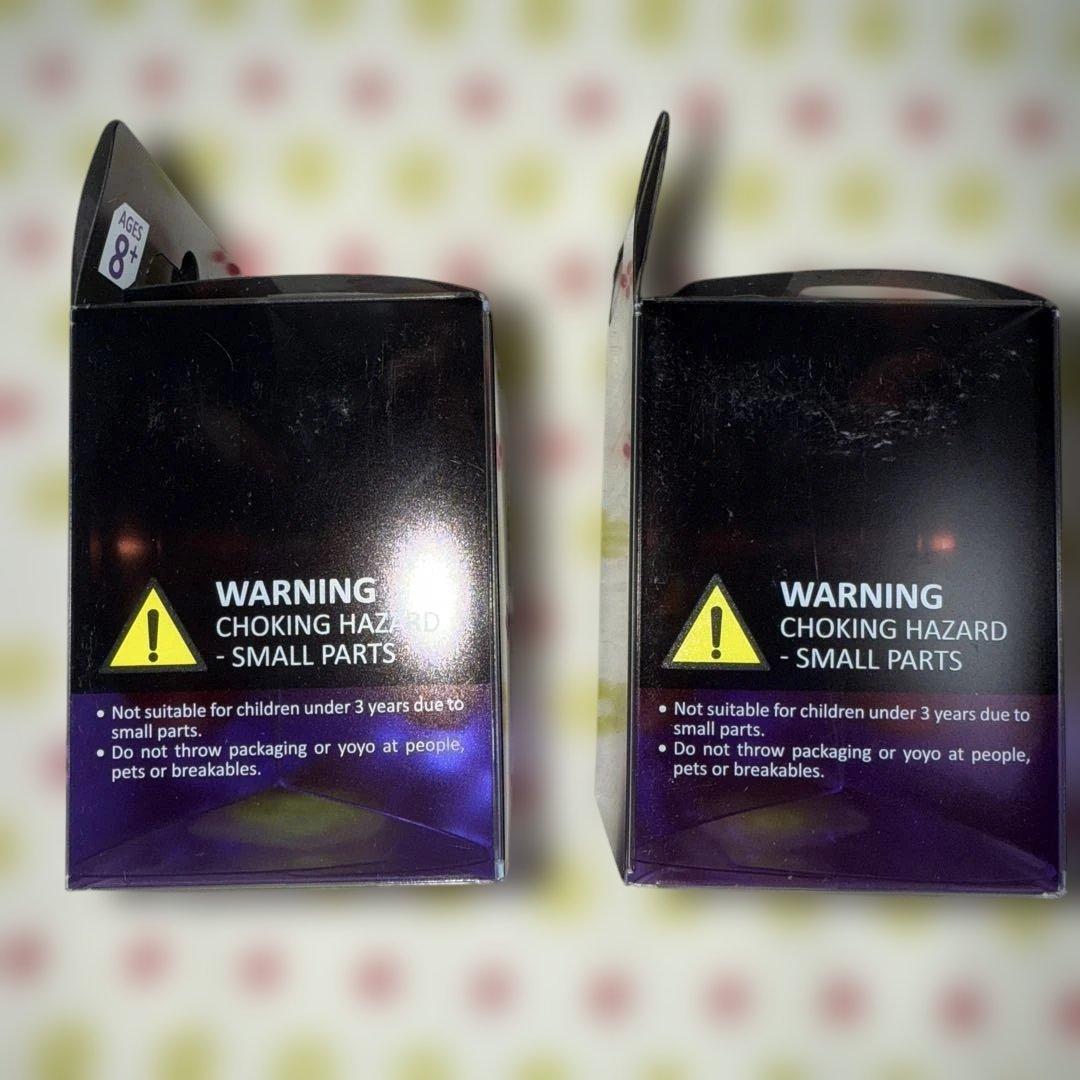 AGES
8+
WARNING
CHOKING HAZARD
- SMALL PARTS
• Not suitable for children under 3 years due to
small parts.
• Do not throw packaging or yoyo at people,
pets or breakables.
WARNING
CHOKING HAZARD
- SMALL PARTS
• Not suitable for children under 3 years due to
small parts.
• Do not throw packaging or yoyo at people,
pets or breakables.